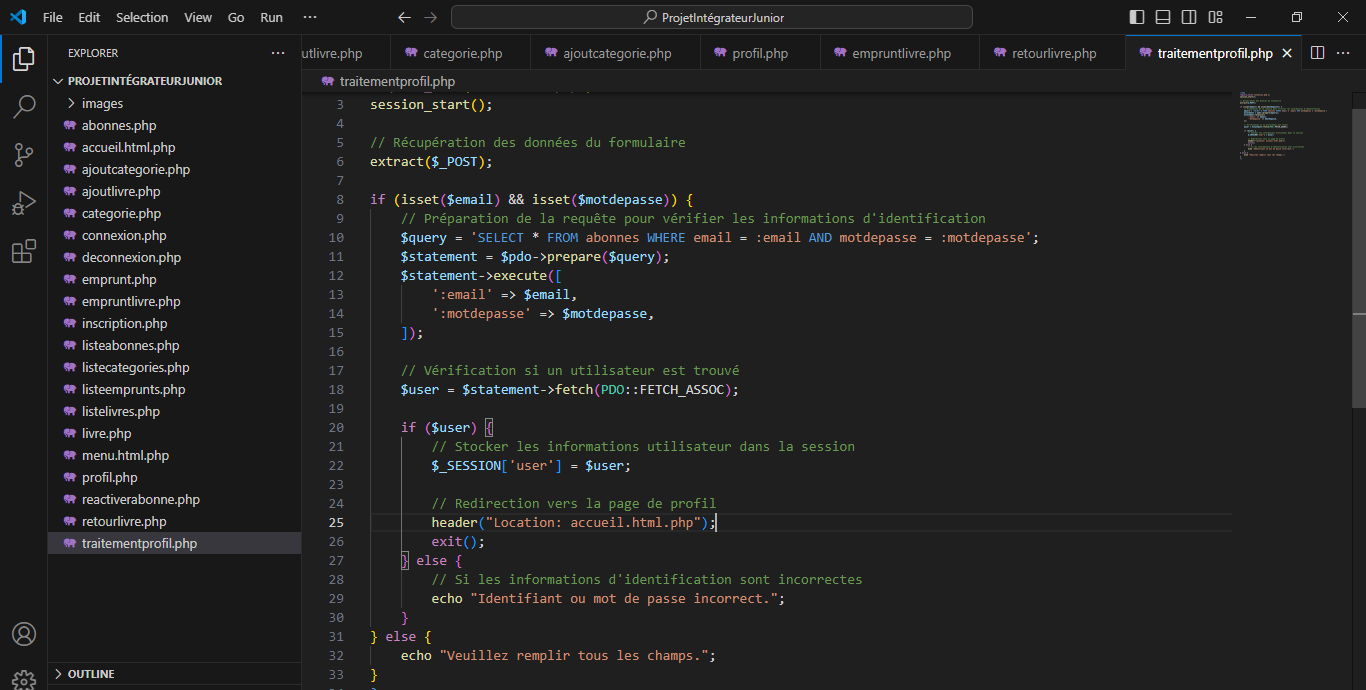 File Edit Selection View Go Run ··· ProjetIntégrateurJunior
EXPLORER ···
PROJETINTÉGRATEURJUNIOR
images
abonnes.php
accueil.html.php
ajoutcategorie.php
ajoutlivre.php
categorie.php
connexion.php
deconnexion.php
emprunt.php
empruntlivre.php
inscription.php
listeabonnes.php
listecategories.php
listeemprunts.php
listelivres.php
livre.php
menu.html.php
profil.php
reactiverabonne.php
retourlivre.php
traitementprofil.php
OUTLINE
utlivre.php categorie.php ajoutcategorie.php profil.php empruntlivre.php retourlivre.php traitementprofil.php
traitementprofil.php
3 session_start();
4
5 // Récupération des données du formulaire
6 extract($_POST);
7
8 if (isset($email) && isset($motdepasse)) {
9 // Préparation de la requête pour vérifier les informations d'identification
10 $query = 'SELECT * FROM abonnes WHERE email = :email AND motdepasse = :motdepasse';
11 $statement = $pdo->prepare($query);
12 $statement->execute([
13 ':email' => $email,
14 ':motdepasse' => $motdepasse,
15 ]);
16
17 // Vérification si un utilisateur est trouvé
18 $user = $statement->fetch(PDO::FETCH_ASSOC);
19
20 if ($user) {
21 // Stocker les informations utilisateur dans la session
22 $_SESSION['user'] = $user;
23
24 // Redirection vers la page de profil
25 header("Location: accueil.html.php");
26 exit();
27 } else {
28 // Si les informations d'identification sont incorrectes
29 echo "Identifiant ou mot de passe incorrect.";
30 }
31 } else {
32 echo "Veuillez remplir tous les champs.";
33 }